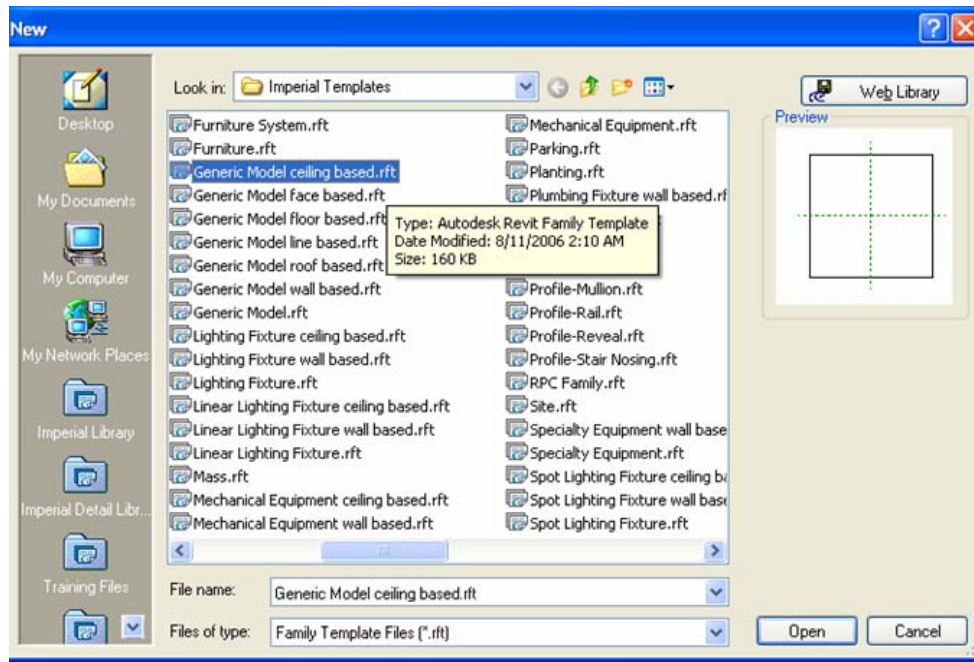 New
Look in: Imperial Templates
Web Library
Desktop
My Documents
My Computer
My Network Places
Imperial Library
Imperial Detail Libr...
Training Files
Furniture System.rft
Furniture.rft
Generic Model ceiling based.rft
Generic Model face based.rft
Generic Model floor based.rft
Generic Model line based.rft
Generic Model roof based.rft
Generic Model wall based.rft
Generic Model.rft
Lighting Fixture ceiling based.rft
Lighting Fixture wall based.rft
Lighting Fixture.rft
Linear Lighting Fixture ceiling based.rft
Linear Lighting Fixture wall based.rft
Linear Lighting Fixture.rft
Mass.rft
Mechanical Equipment ceiling based.rft
Mechanical Equipment wall based.rft
Mechanical Equipment.rft
Parking.rft
Planting.rft
Plumbing Fixture wall based.rf
Type: Autodesk Revit Family Template
Date Modified: 8/11/2006 2:10 AM
Size: 160 KB
Profile-Mullion.rft
Profile-Rail.rft
Profile-Reveal.rft
Profile-Stair Nosing.rft
RPC Family.rft
Site.rft
Specialty Equipment wall base
Specialty Equipment.rft
Spot Lighting Fixture ceiling ba
Spot Lighting Fixture wall base
Spot Lighting Fixture.rft
Preview
File name: Generic Model ceiling based.rft
Files of type: Family Template Files (*.rft)
Open
Cancel